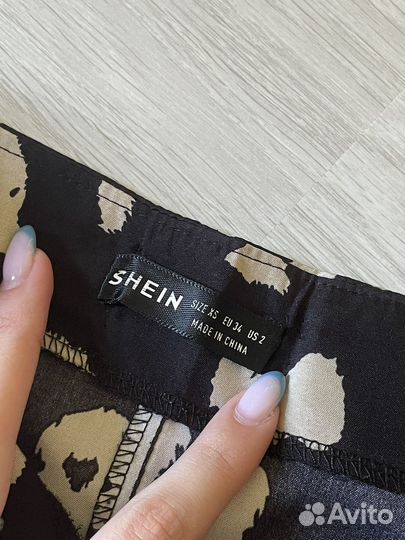 SHEIN
SIZE XS EU 34 US 2
MADE IN CHINA
Avito